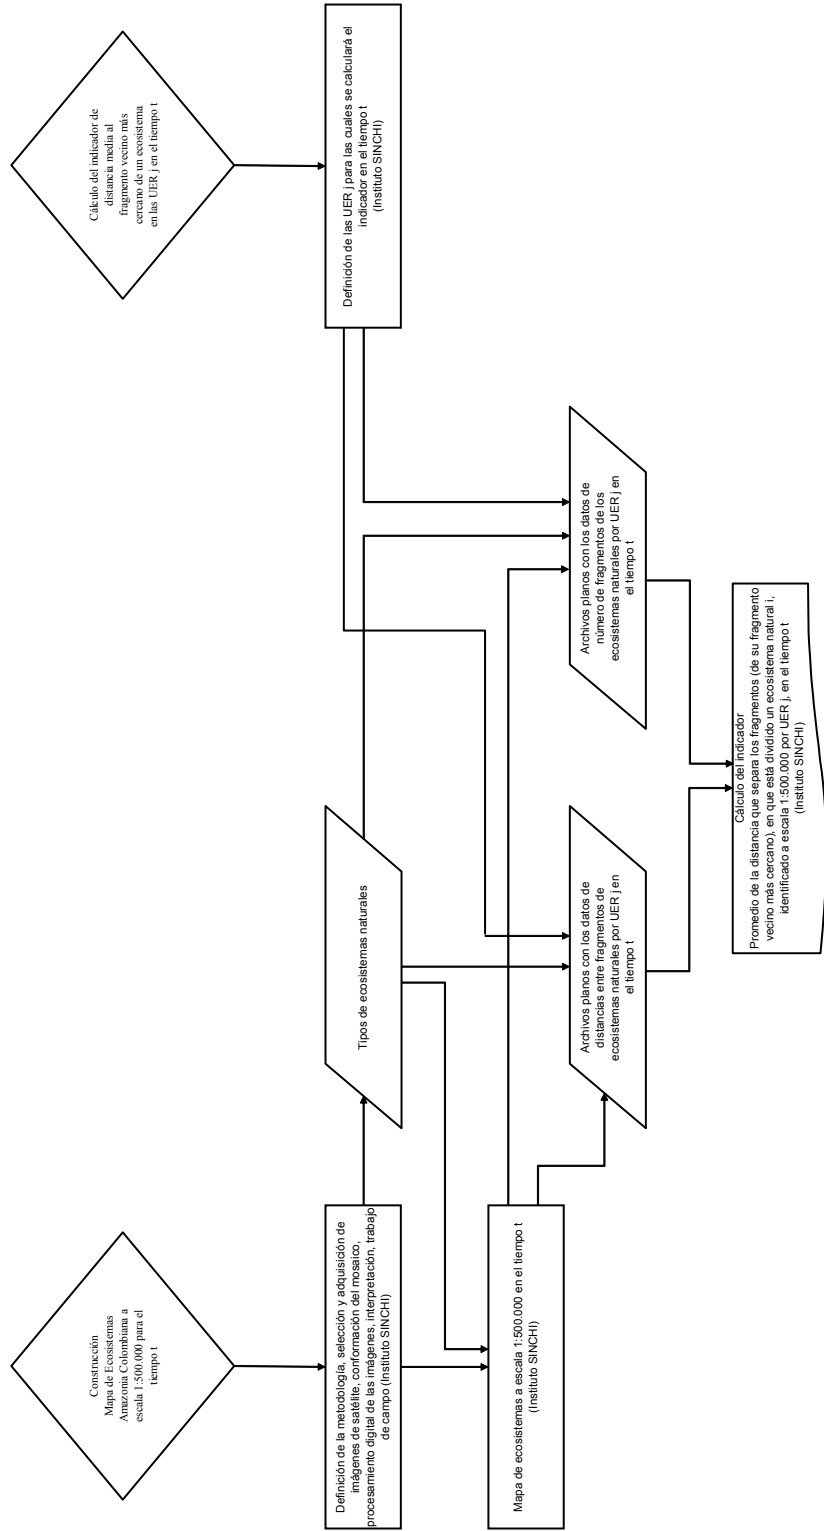 Construcción
Mapa de Ecosistemas
Amazonia Colombiana a
escala 1:500.000 para el
tiempo t
Cálculo del indicador de
distancia media al
fragmento vecino más
cercano de un ecosistema
en las UER j en el tiempo t
Definición de la metodología, selección y adquisición de
imágenes de satélite, conformación del mosaico,
procesamiento digital de las imágenes, interpretación, trabajo
de campo (Instituto SINCHI)
Tipos de ecosistemas naturales
Definición de las UER j para las cuales se calculará el
indicador en el tiempo t
(Instituto SINCHI)
Mapa de ecosistemas a escala 1:500.000 en el tiempo t
(Instituto SINCHI)
Archivos planos con los datos de
distancias entre fragmentos de
ecosistemas naturales por UER j en
el tiempo t
Archivos planos con los datos de
número de fragmentos de los
ecosistemas naturales por UER j en
el tiempo t
Cálculo del indicador
Promedio de la distancia que separa los fragmentos (de su fragmento
vecino más cercano), en que está dividido un ecosistema natural i,
identificado a escala 1:500.000 por UER j, en el tiempo t
(Instituto SINCHI)